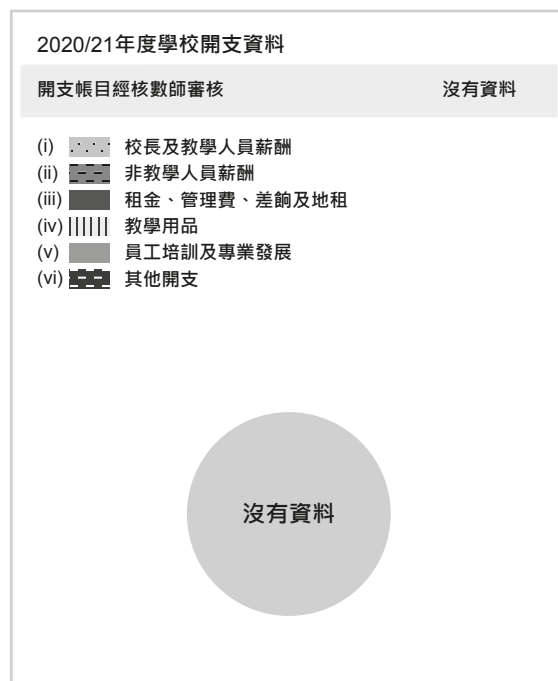 2020/21年度學校開支資料
開支帳目經核數師審核 沒有資料
(i) 校長及教學人員薪酬
(ii) 非教學人員薪酬
(iii) 租金、管理費、差餉及地租
(iv) 教學用品
(v) 員工培訓及專業發展
(vi) 其他開支
沒有資料